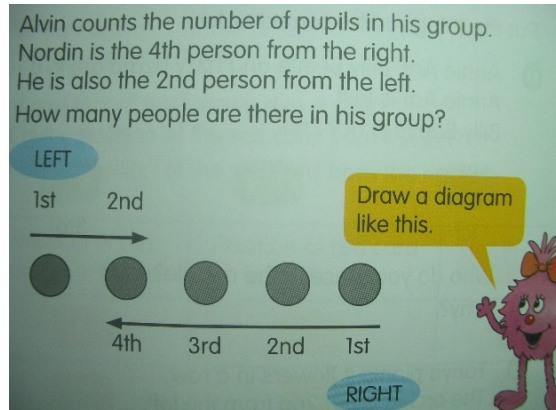 Alvin counts the number of pupils in his group.
Nordin is the 4th person from the right.
He is also the 2nd person from the left.
How many people are there in his group?
LEFT
1st 2nd
Draw a diagram
like this.
4th 3rd 2nd 1st
RIGHT